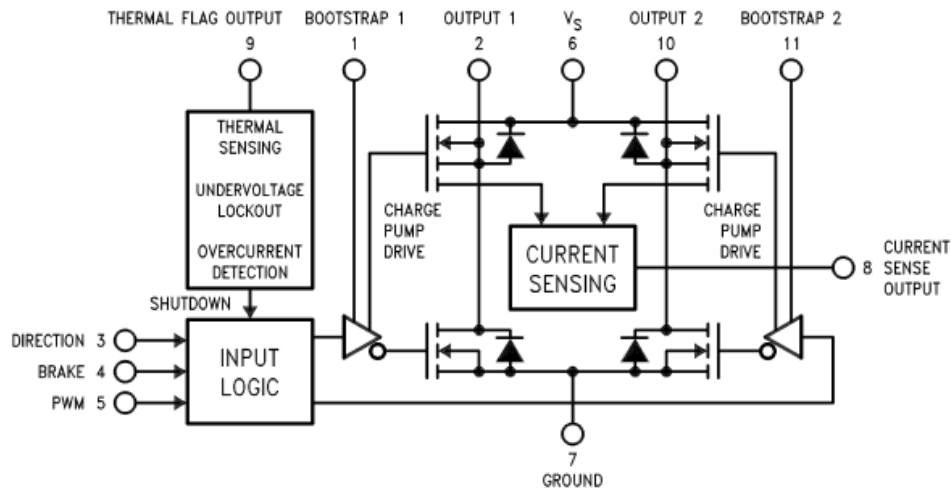 THERMAL FLAG OUTPUT
9
BOOTSTRAP 1
1
OUTPUT 1
2
VS
6
OUTPUT 2
10
BOOTSTRAP 2
11
THERMAL
SENSING
UNDERVOLTAGE
LOCKOUT
OVERCURRENT
DETECTION
SHUTDOWN
CHARGE
PUMP
DRIVE
CURRENT
SENSING
CHARGE
PUMP
DRIVE
8
CURRENT
SENSE
OUTPUT
DIRECTION 3
BRAKE 4
PWM 5
INPUT
LOGIC
7
GROUND